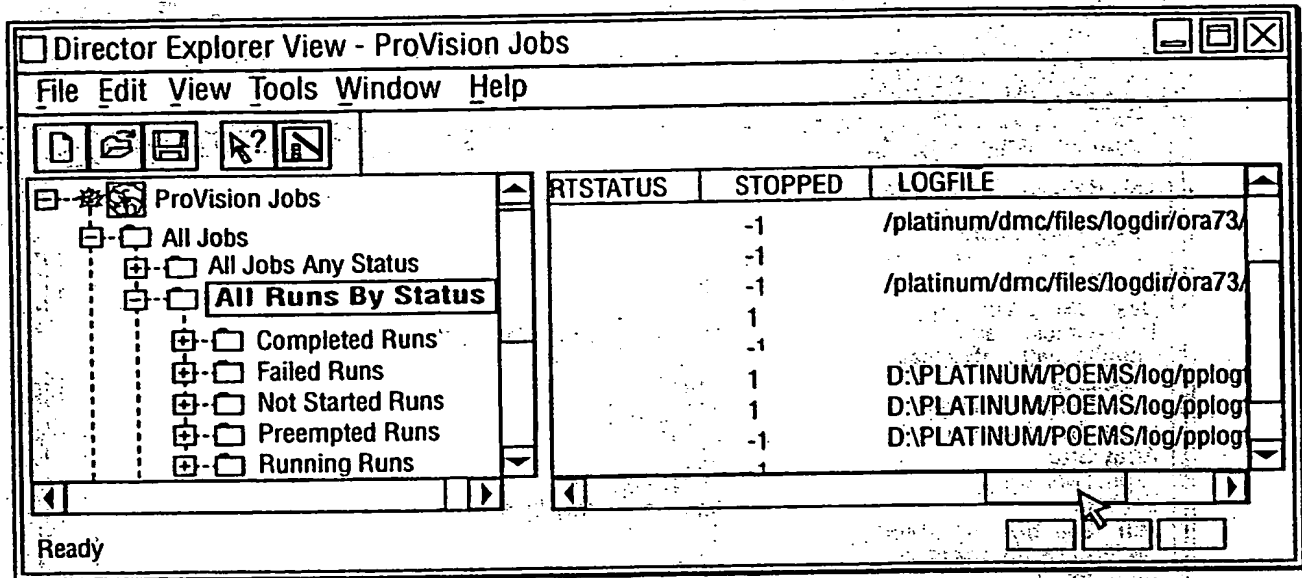 Director Explorer View - ProVision Jobs
File Edit View Tools Window Help
?
ProVision Jobs
All Jobs
All Jobs Any Status
All Runs By Status
Completed Runs
Failed Runs
Not Started Runs
Preempted Runs
Running Runs
RTSTATUS STOPPED LOGFILE
-1 /platinum/dmc/files/logdir/ora73/
-1
-1 /platinum/dmc/files/logdir/ora73/
1
-1
1 D:\PLATINUM/POEMS/log/pplog
1 D:\PLATINUM/POEMS/log/pplog
-1 D:\PLATINUM/POEMS/log/pplog
-1
Ready